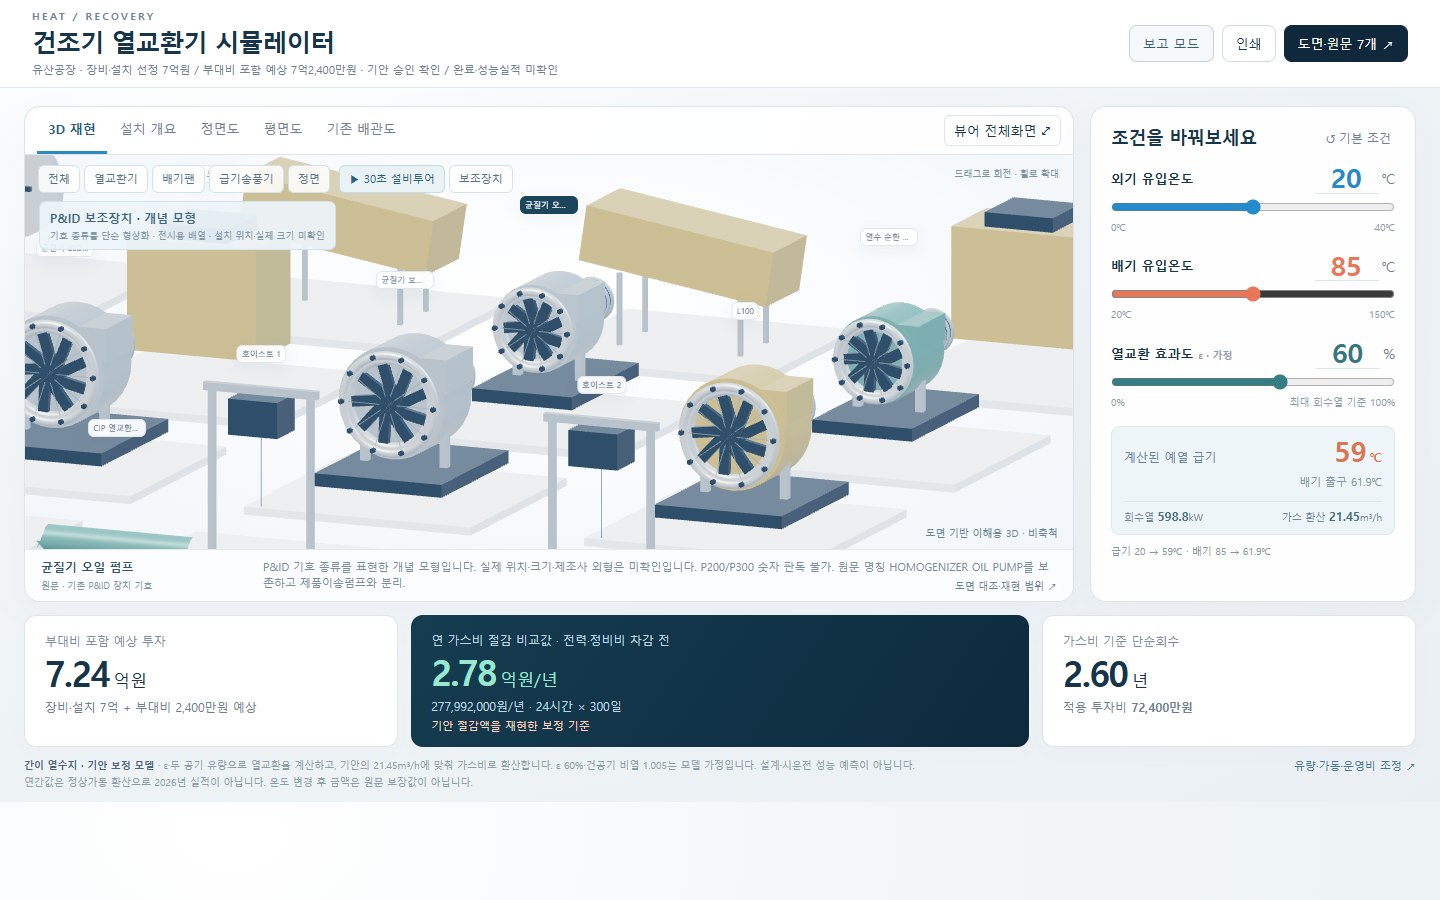 HEAT / RECOVERY
건조기 열교환기 시뮬레이터
유산공장 · 장비·설치 선정 7억원 / 부대비 포함 예상 7억2,400만원 · 기안 승인 확인 / 완료·성능실적 미확인
보고 모드
인쇄
도면·원문 7개 ↗
3D 재현
설치 개요
정면도
평면도
기존 배관도
뷰어 전체화면 ⤢
전체
열교환기
배기팬
급기송풍기
정면
▶ 30초 설비투어
보조장치
드래그로 회전 · 휠로 확대
P&ID 보조장치 · 개념 모형
기호 종류를 단순 형상화 · 전시용 배열 · 설치 위치·실제 크기 미확인
균질기 오...
열수 순환 ...
균질기 보...
L100
호이스트 1
호이스트 2
CIP 열교환...
도면 기반 이해용 3D · 비축척
균질기 오일 펌프
원문 · 기존 P&ID 장치 기호
P&ID 기호 종류를 표현한 개념 모형입니다. 실제 위치·크기·제조사 외형은 미확인입니다. P200/P300 숫자 판독 불가. 원문 명칭 HOMOGENIZER OIL PUMP를 보
존하고 제품이송펌프와 분리.
도면 대조·재현 범위 ↗
조건을 바꿔보세요
↺ 기본 조건
외기 유입온도
20 ℃
0℃
40℃
배기 유입온도
85 ℃
20℃
150℃
열교환 효과도 ε · 가정
60 %
0%
최대 회수열 기준 100%
계산된 예열 급기
59 ℃
배기 출구 61.9℃
회수열 598.8kW
가스 환산 21.45m³/h
급기 20 → 59℃ · 배기 85 → 61.9℃
부대비 포함 예상 투자
7.24 억원
장비·설치 7억 + 부대비 2,400만원 예상
연 가스비 절감 비교값 · 전력·정비비 차감 전
2.78 억원/년
277,992,000원/년 · 24시간 × 300일
기안 절감액을 재현한 보정 기준
가스비 기준 단순회수
2.60 년
적용 투자비 72,400만원
간이 열수지 · 기안 보정 모델 · ε·두 공기 유량으로 열교환을 계산하고, 기안의 21.45m³/h에 맞춰 가스비로 환산합니다. ε 60%·건공기 비열 1.005는 모델 가정입니다. 설계·시운전 성능 예측이 아닙니다.
연간값은 정상가동 환산으로 2026년 실적이 아닙니다. 온도 변경 후 금액은 원문 보장값이 아닙니다.
유량·가동·운영비 조정 ↗